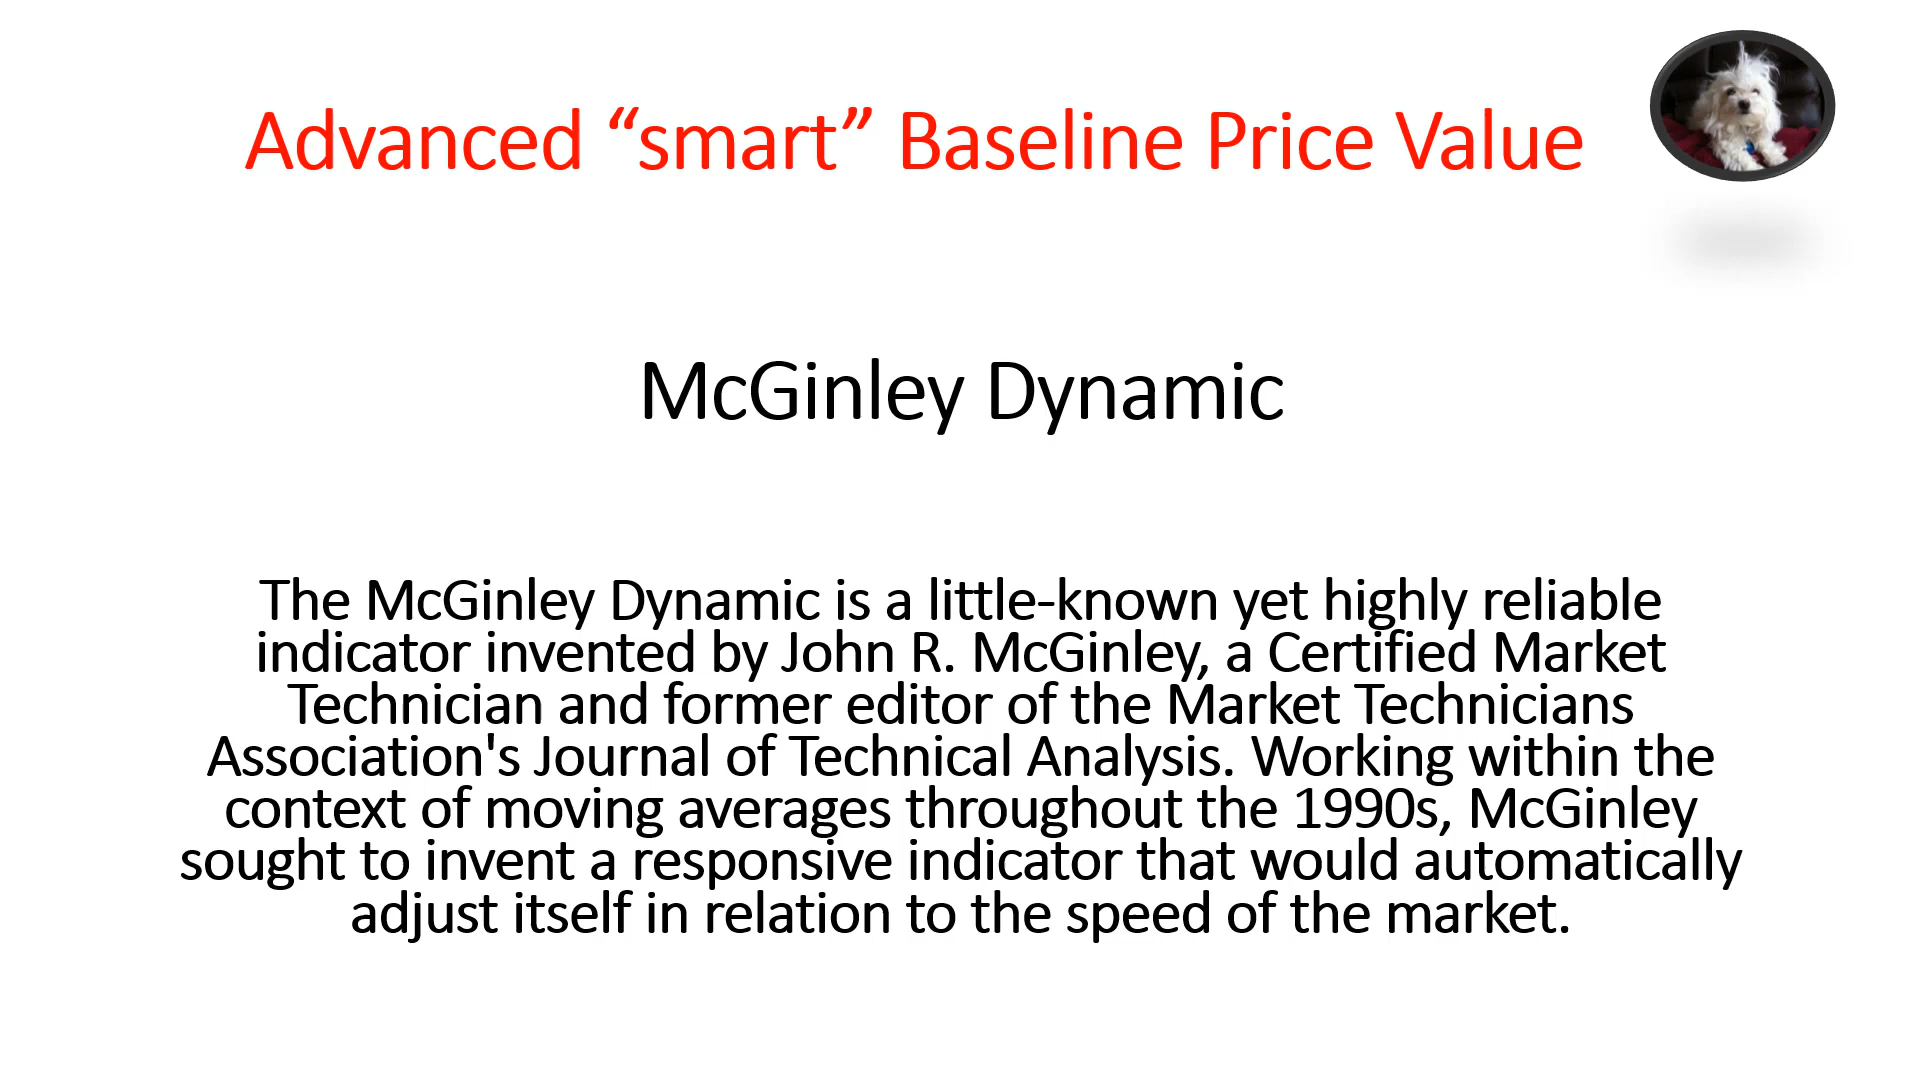 Advanced “smart” Baseline Price Value
McGinley Dynamic
The McGinley Dynamic is a little-known yet highly reliable
indicator invented by John R. McGinley, a Certified Market
Technician and former editor of the Market Technicians
Association's Journal of Technical Analysis. Working within the
context of moving averages throughout the 1990s, McGinley
sought to invent a responsive indicator that would automatically
adjust itself in relation to the speed of the market.